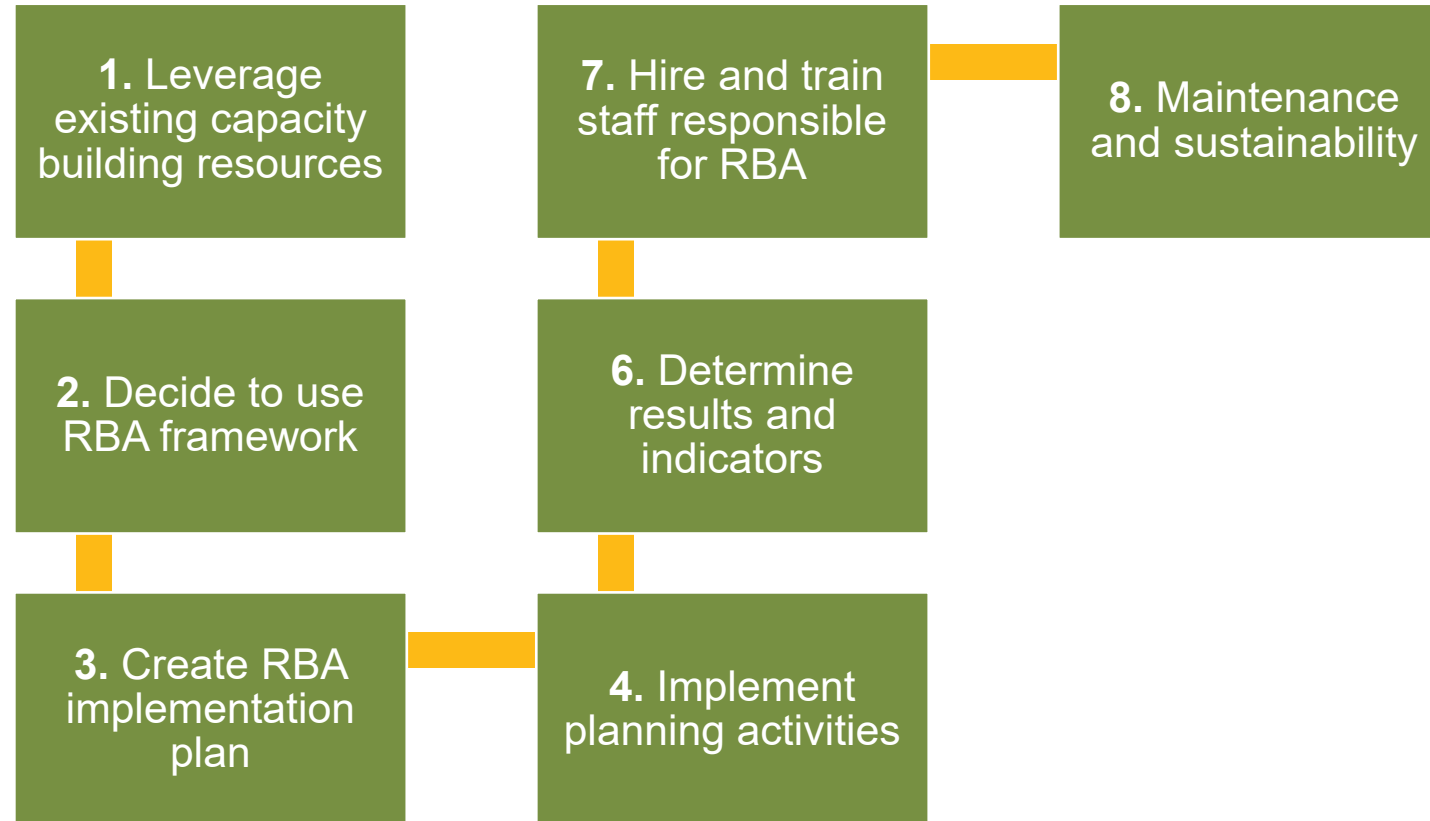 1. Leverage
existing capacity
building resources
2. Decide to use
RBA framework
3. Create RBA
implementation
plan
4. Implement
planning activities
6. Determine
results and
indicators
7. Hire and train
staff responsible
for RBA
8. Maintenance
and sustainability